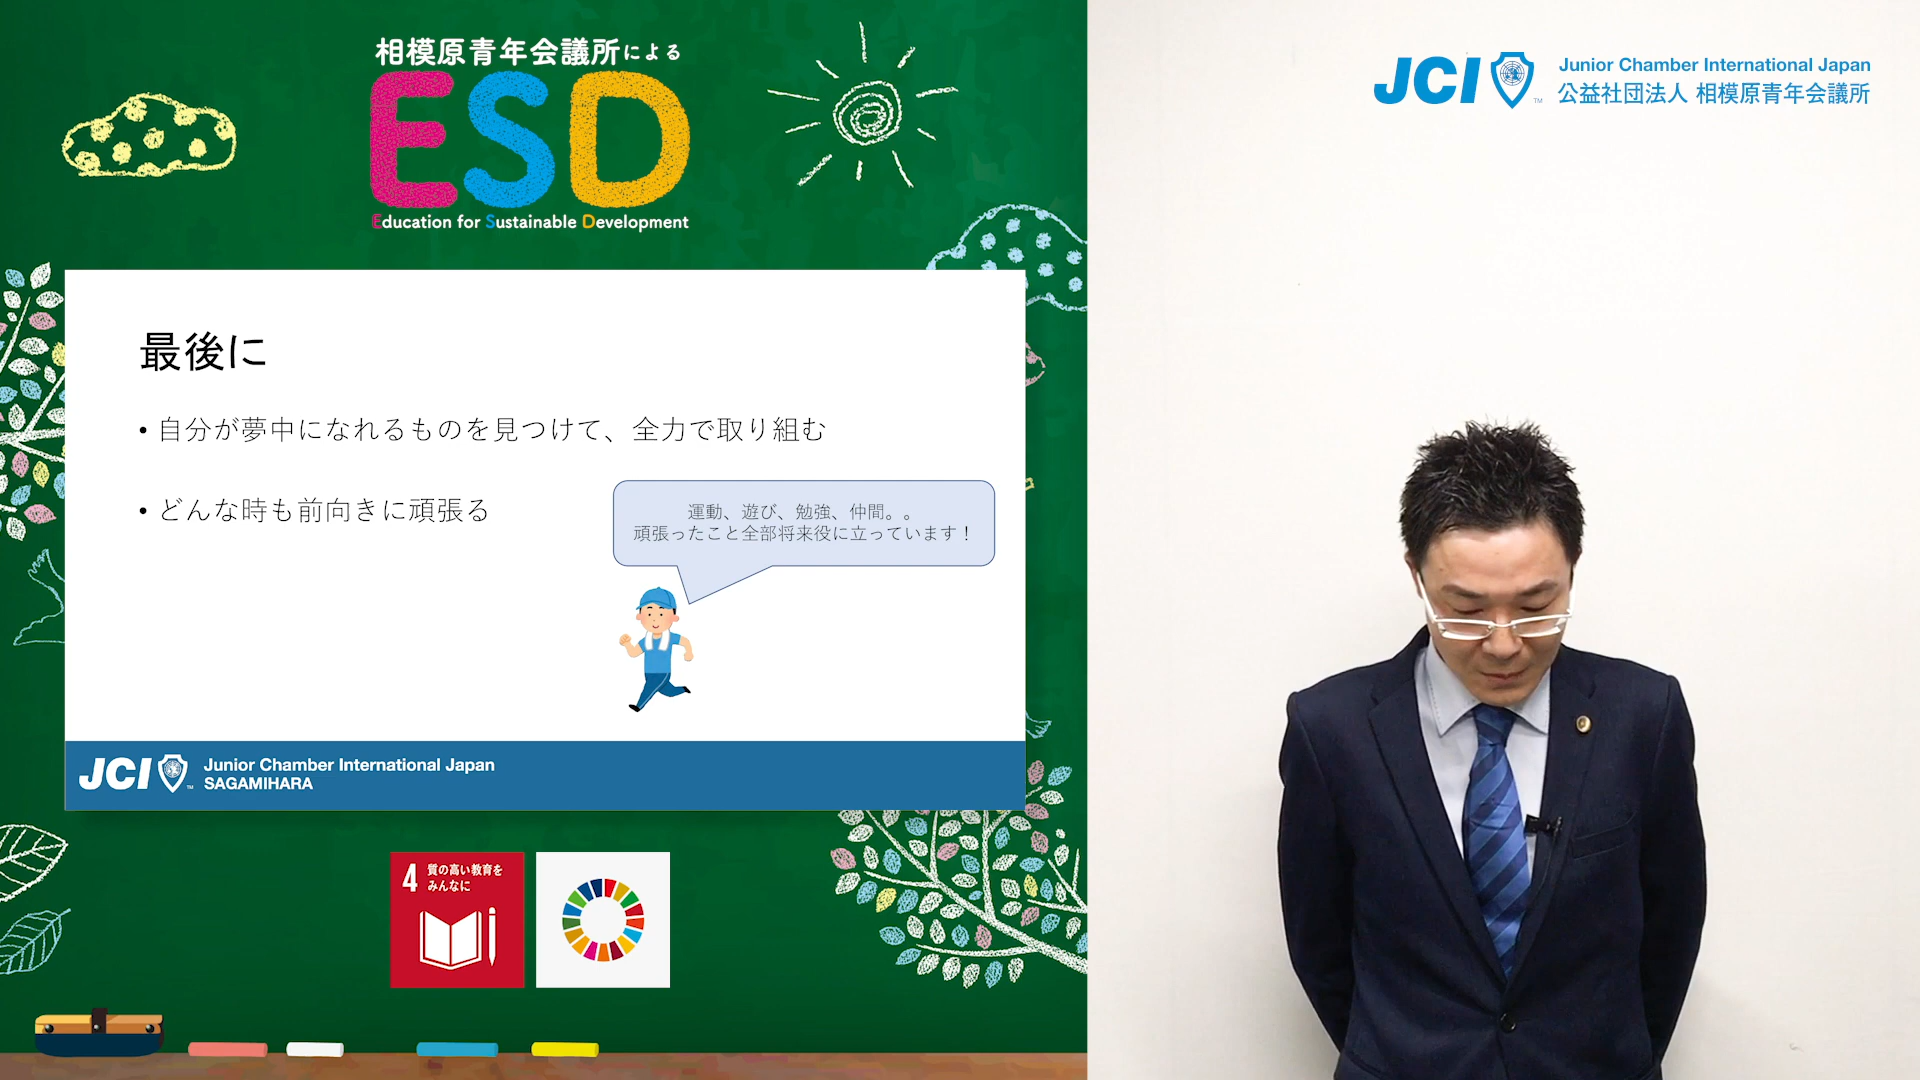 相模原青年会議所による
ESD
Education for Sustainable Development
最後に
• 自分が夢中になれるものを見つけて、全力で取り組む
• どんな時も前向きに頑張る
運動、遊び、勉強、仲間。。
頑張ったこと全部将来役に立っています！
JCI TM Junior Chamber International Japan
SAGAMIHARA
4 質の高い教育を
みんなに
JCI TM Junior Chamber International Japan
公益社団法人 相模原青年会議所